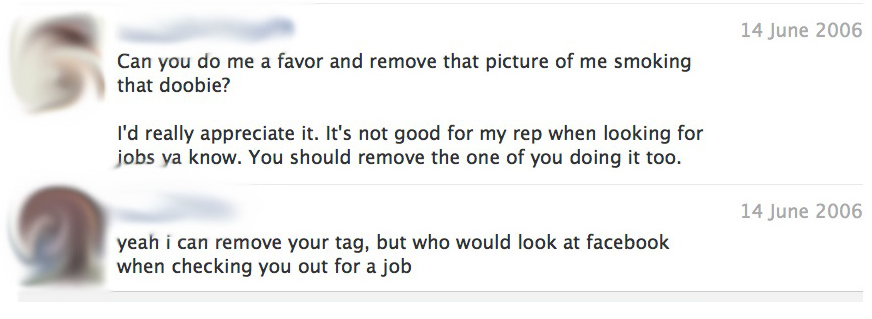 14 June 2006
Can you do me a favor and remove that picture of me smoking
that doobie?
I'd really appreciate it. It's not good for my rep when looking for
jobs ya know. You should remove the one of you doing it too.
14 June 2006
yeah i can remove your tag, but who would look at facebook
when checking you out for a job